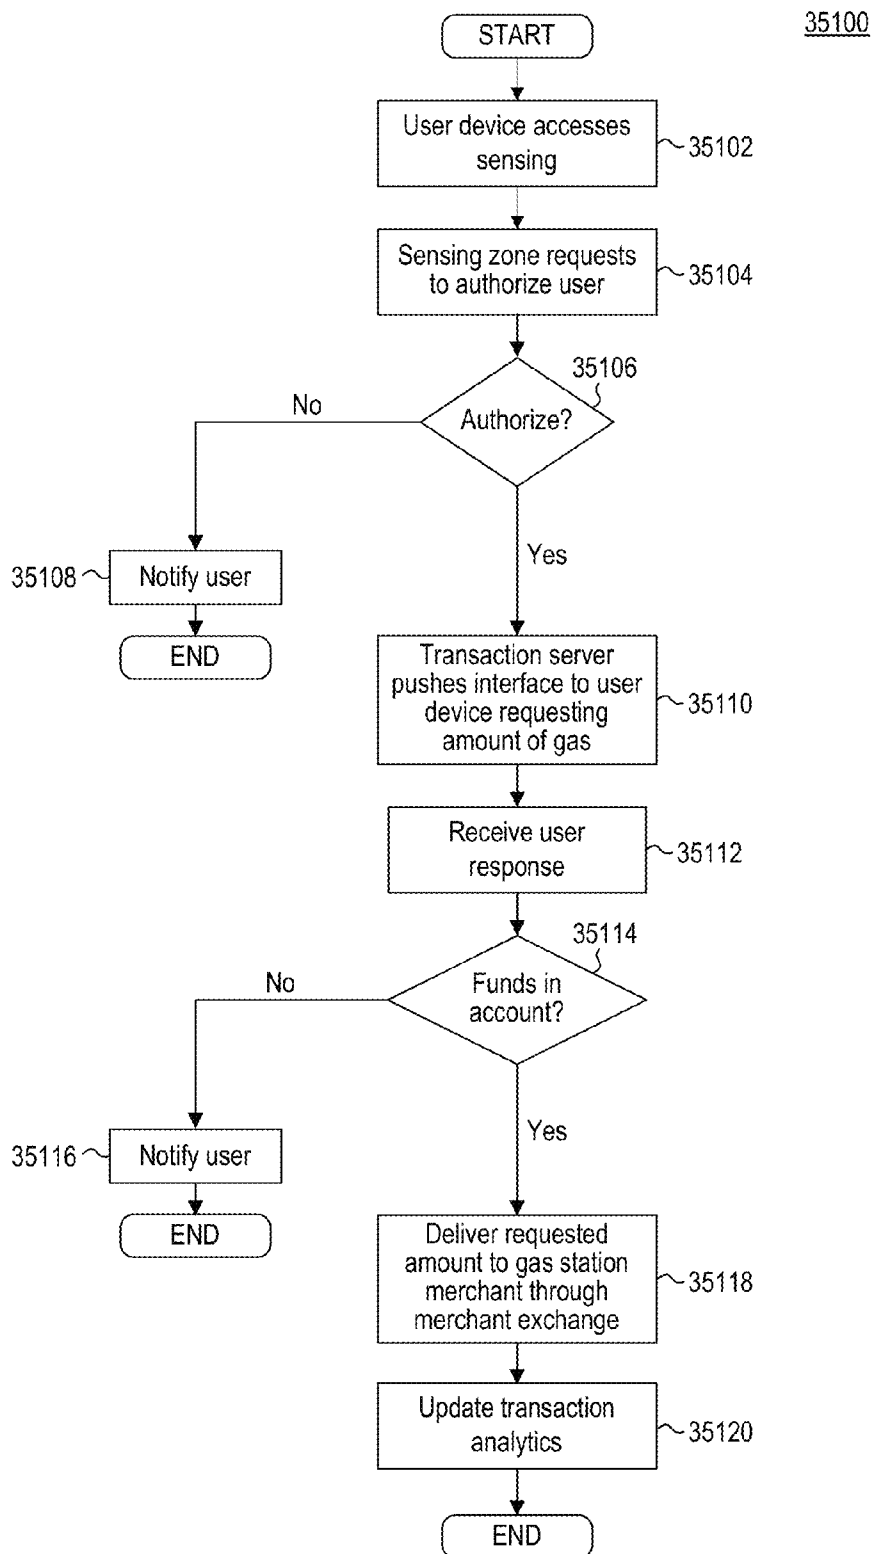 35100
START
User device accesses
sensing
35102
Sensing zone requests
to authorize user
35104
35106
Authorize?
No
Yes
35108
Notify user
END
Transaction server
pushes interface to user
device requesting
amount of gas
35110
Receive user
response
35112
35114
Funds in
account?
No
Yes
35116
Notify user
END
Deliver requested
amount to gas station
merchant through
merchant exchange
35118
Update transaction
analytics
35120
END